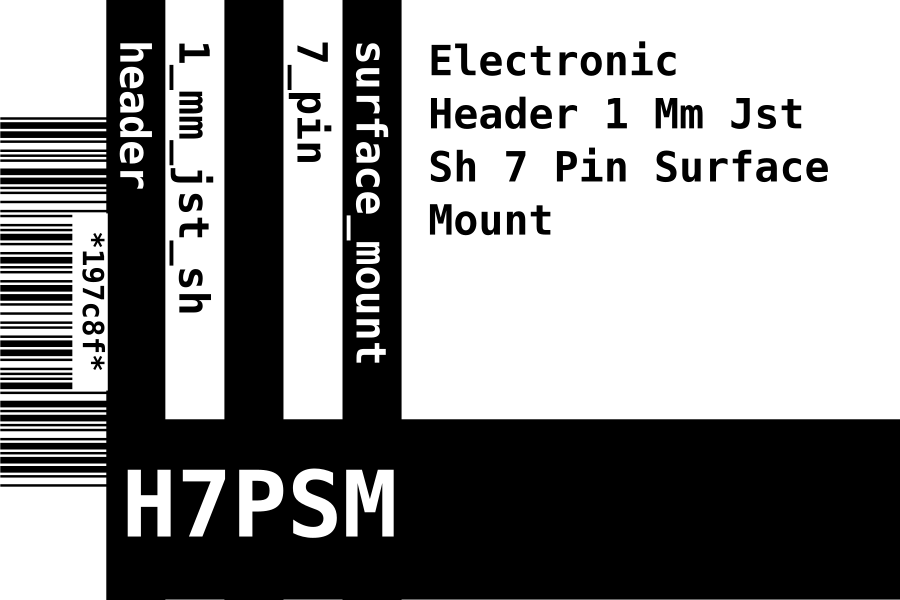 *197c8f*
header
1_mm_jst_sh
7_pin
surface_mount
Electronic
Header 1 Mm Jst
Sh 7 Pin Surface
Mount
H7PSM